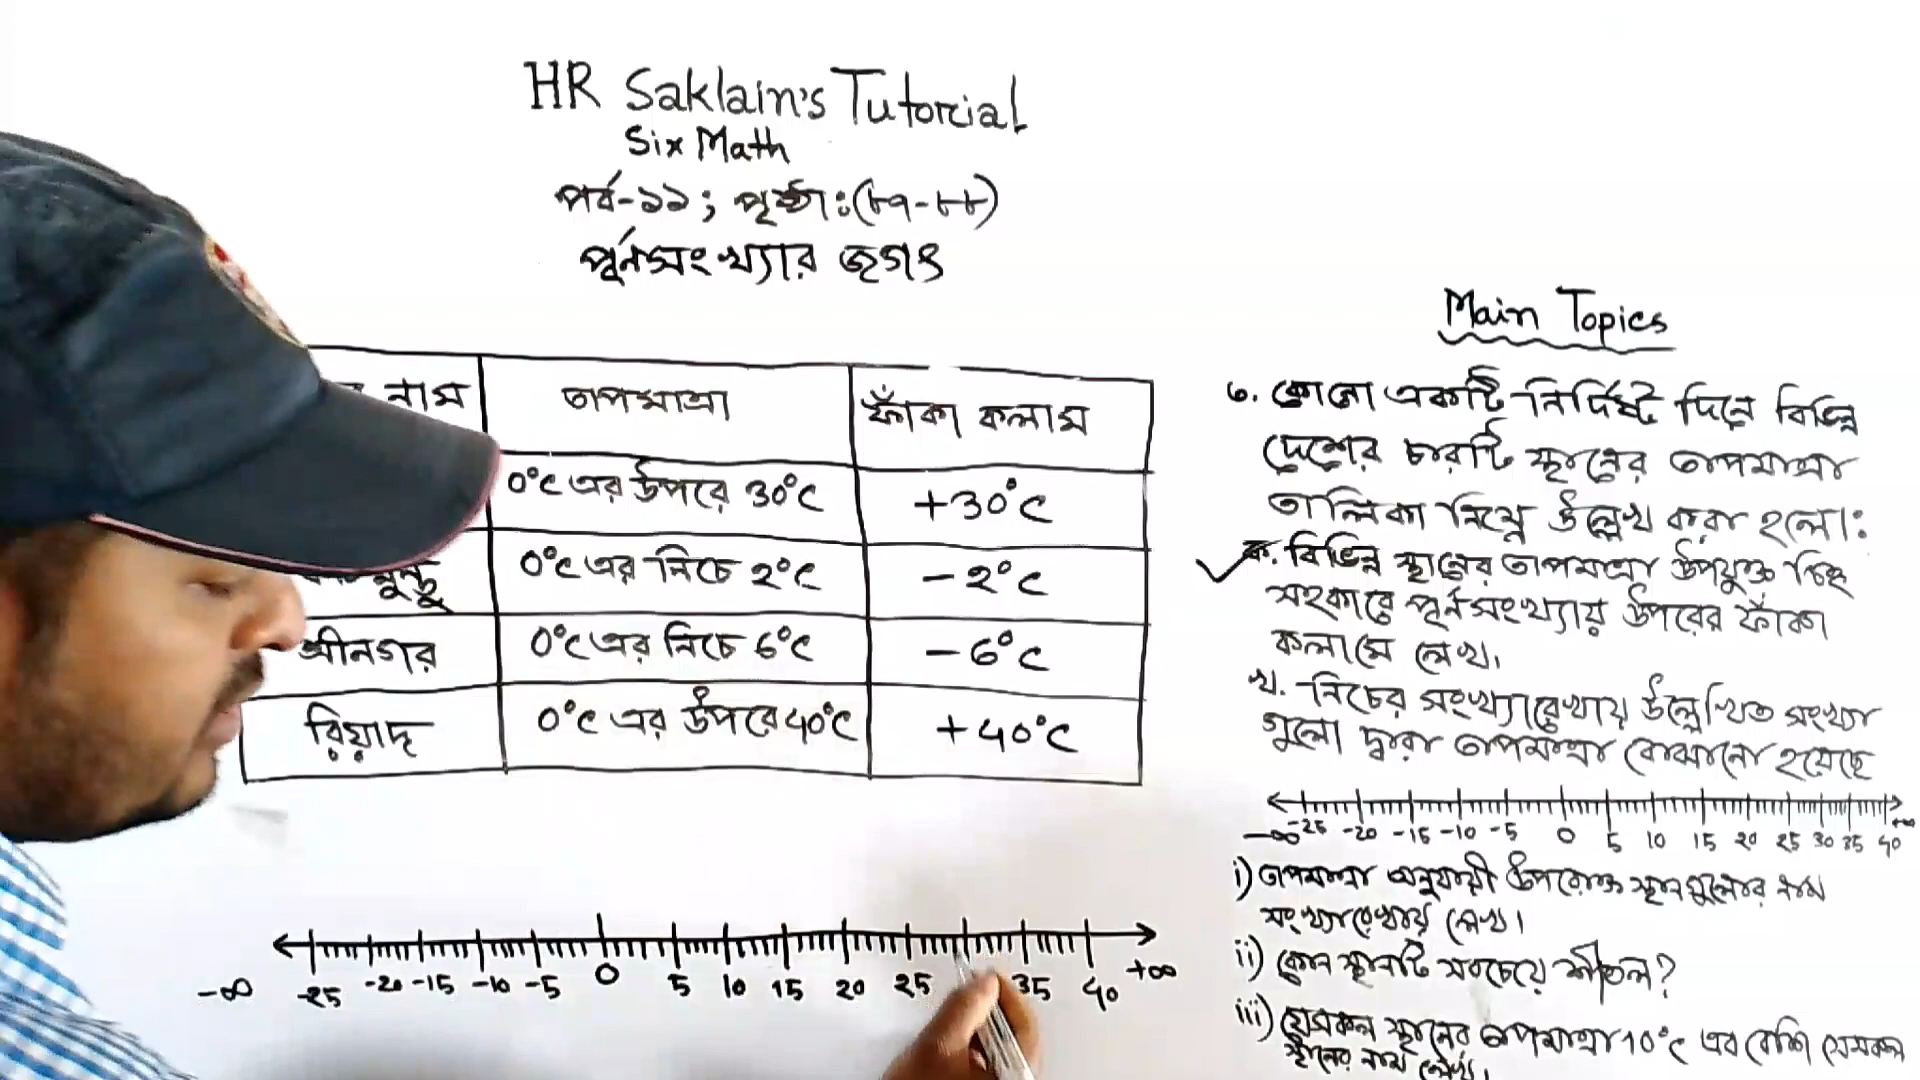 HR Saklain's Tutorial
Six Math
পর্ব-১১; পৃষ্ঠা:(৮৭-৮৮)
পূর্নসংখ্যার জগৎ
নাম তাপমাত্রা ফাঁকা কলাম
0°C এর উপরে 30°C +30°C
0°C এর নিচে 2°C -2°C
শ্রীনগর 0°C এর নিচে 6°C -6°C
রিয়াদ 0°C এর উপরে 40°C +40°C
-∞ -25 -20 -15 -10 -5 0 5 10 15 20 25 35 40 +∞
Main Topics
৩. কোনো একটি নির্দিষ্ট দিনে বিভিন্ন
দেশের চারটি স্থানের তাপমাত্রা
তালিকা নিম্নে উল্লেখ করা হলো:
ক. বিভিন্ন স্থানের তাপমাত্রা উপযুক্ত চিহ্ন
সহকারে পূর্নসংখ্যায় উপরের ফাঁকা
কলামে লেখ।
খ. নিচের সংখ্যারেখায় উল্লেখিত সংখ্যা
গুলো দ্বারা তাপমাত্রা বোঝানো হয়েছে
-∞ -25 -20 -15 -10 -5 0 5 10 15 20 25 30 35 40 +∞
i) তাপমাত্রা অনুযায়ী উপরোক্ত স্থানগুলোর নাম
সংখ্যারেখায় লেখ।
ii) কোন স্থানটি সবচেয়ে শীতল?
iii) যেসকল স্থানের তাপমাত্রা 10°C এর বেশি সেসকল
স্থানের নাম লেখ।